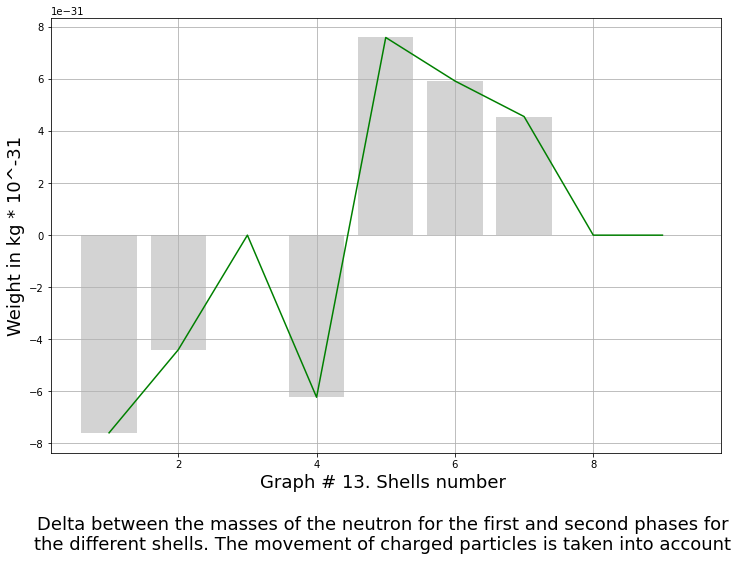 1e−31
8
6
4
2
0
−2
−4
−6
−8
Weight in kg * 10^-31
2 4 6 8
Graph # 13. Shells number
Delta between the masses of the neutron for the first and second phases for
the different shells. The movement of charged particles is taken into account